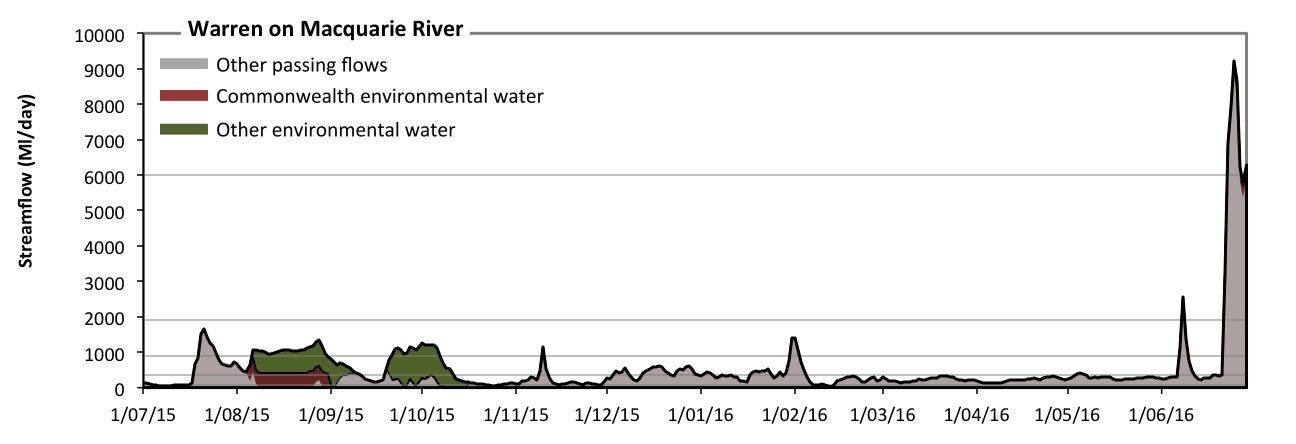 Warren on Macquarie River
Other passing flows
Commonwealth environmental water
Other environmental water
Streamflow (Ml/day)
10000
9000
8000
7000
6000
5000
4000
3000
2000
1000
0
1/07/15 1/08/15 1/09/15 1/10/15 1/11/15 1/12/15 1/01/16 1/02/16 1/03/16 1/04/16 1/05/16 1/06/16